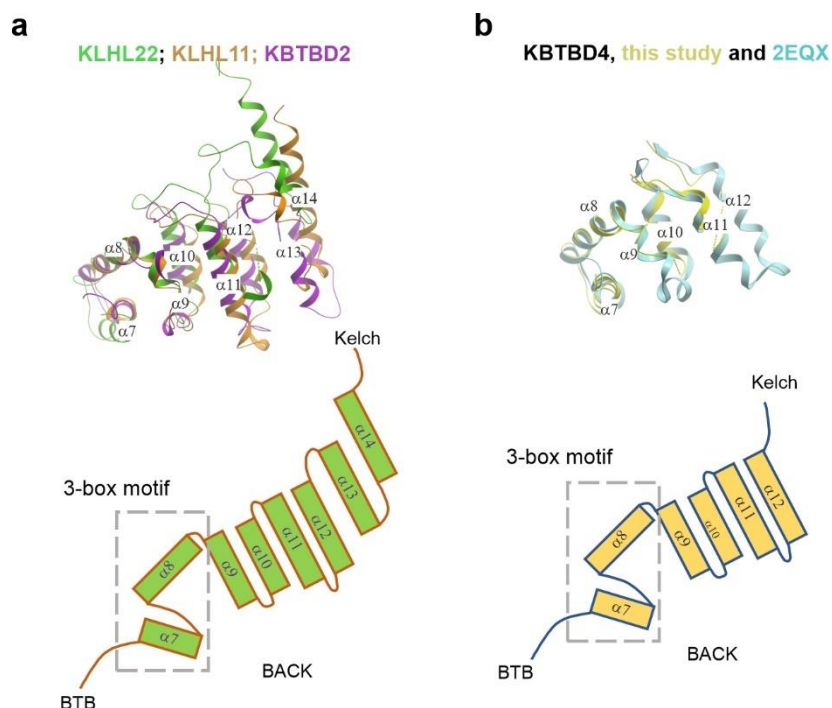 a
KLHL22; KLHL11; KBTBD2
α14
α12
α8
α10
α13
α11
α9
α7
Kelch
α14
3-box motif
α13
α12
α11
α10
α9
α8
α7
BACK
BTB
b
KBTBD4, this study and 2EQX
α8
α12
α10
α11
α9
α7
Kelch
3-box motif
α12
α11
α10
α9
α8
α7
BACK
BTB